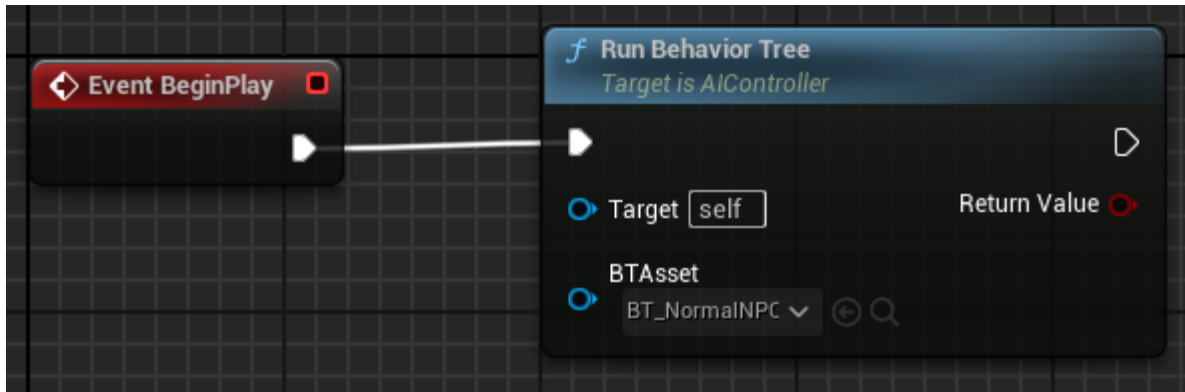 Event BeginPlay
f Run Behavior Tree
Target is AIController
Target self
Return Value
BTAsset
BT_NormalNPC